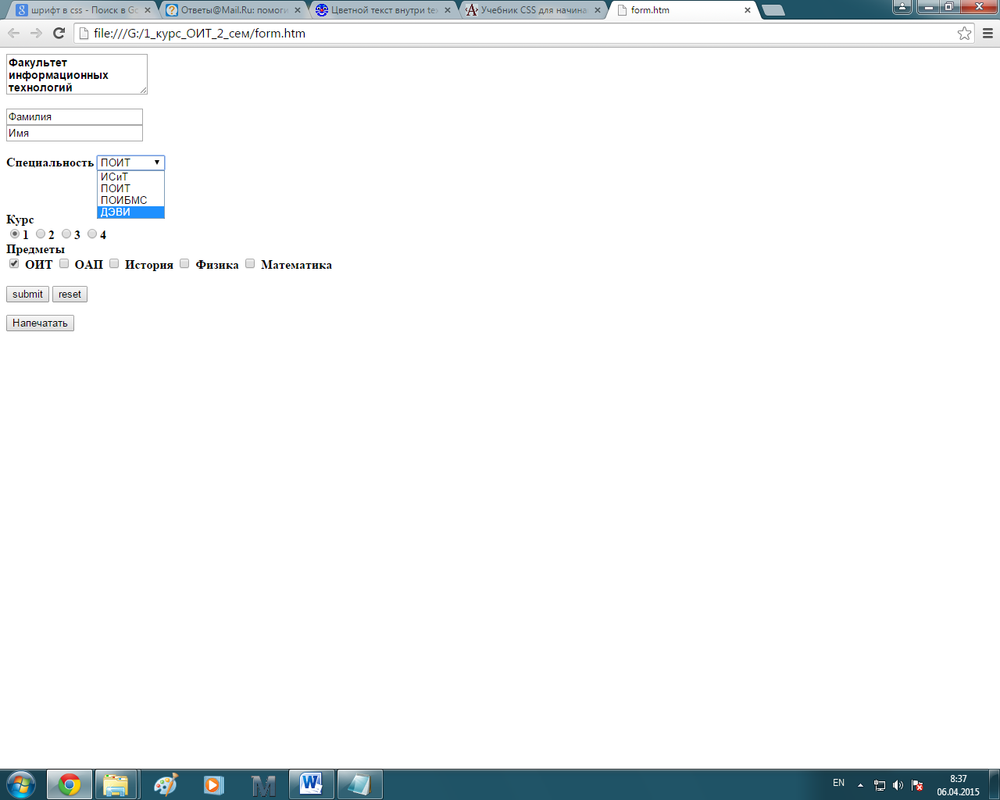 шрифт в css - Поиск в Go
Ответы@Mail.Ru: помоги
Цветной текст внутри te
Учебник CSS для начина
form.htm
file:///G:/1_курс_ОИТ_2_сем/form.htm
Факультет
информационных
технологий
Фамилия
Имя
Специальность ПОИТ
ИСиТ
ПОИТ
ПОИБМС
ДЭВИ
Курс
1 2 3 4
Предметы
ОИТ ОАП История Физика Математика
submit reset
Напечатать
EN
8:37
06.04.2015